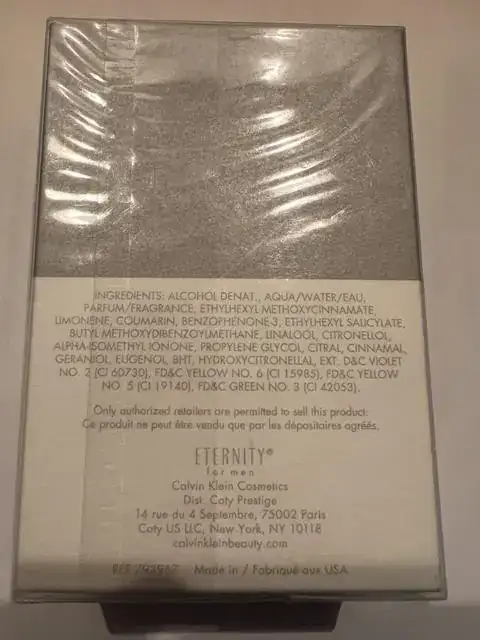 INGREDIENTS: ALCOHOL DENAT., AQUA/WATER/EAU,
PARFUM/FRAGRANCE, ETHYLHEXYL METHOXYCINNAMATE,
LIMONENE, COUMARIN, BENZOPHENONE-3, ETHYLHEXYL SALICYLATE,
BUTYL METHOXYDIBENZOYLMETHANE, LINALOOL, CITRONELLOL,
ALPHA-ISOMETHYL IONONE, PROPYLENE GLYCOL, CITRAL, CINNAMAL,
GERANIOL, EUGENOL, BHT, HYDROXYCITRONELLAL, EXT. D&C VIOLET
NO. 2 (CI 60730), FD&C YELLOW NO. 6 (CI 15985), FD&C YELLOW
NO. 5 (CI 19140), FD&C GREEN NO. 3 (CI 42053).
Only authorized retailers are permitted to sell this product:
Ce produit ne peut être vendu que par les dépositaires agréés.
ETERNITY®
for men
Calvin Klein Cosmetics
Dist. Coty Prestige
14 rue du 4 Septembre, 75002 Paris
Coty US LLC, New York, NY 10118
calvinkleinbeauty.com
REF Made in / Fabriqué aux USA